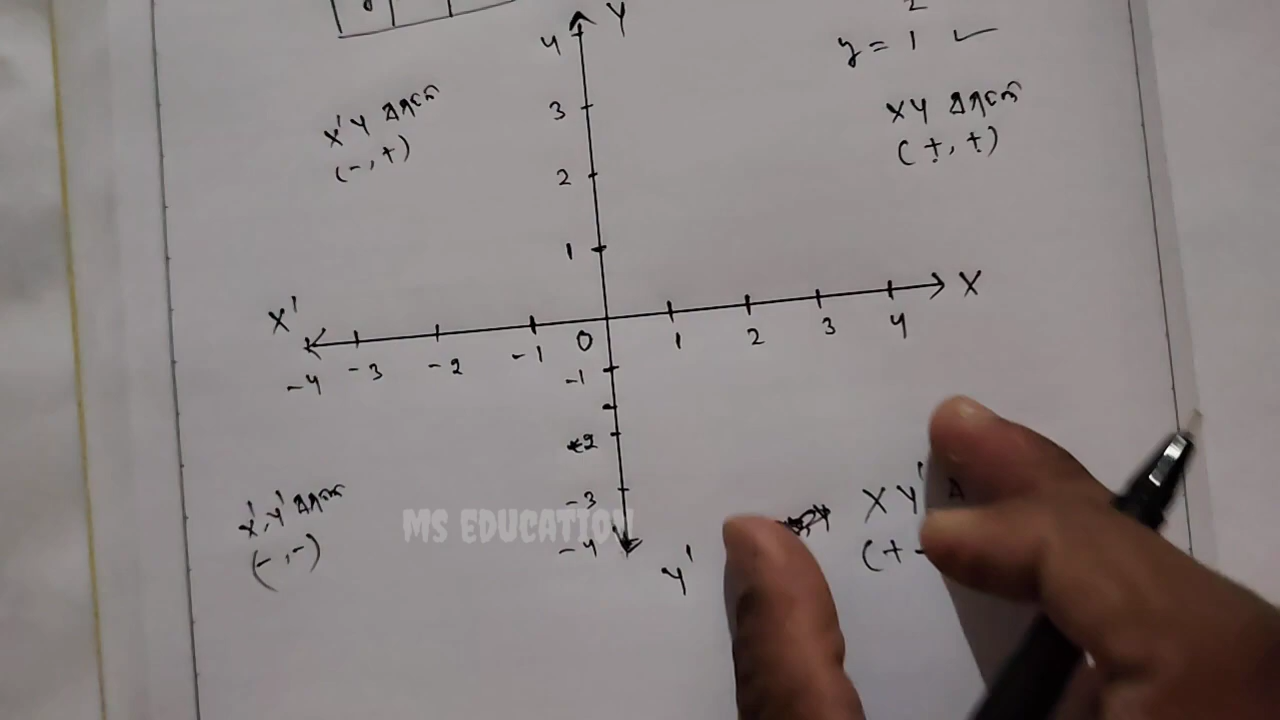 Y
2
y = 1
4
X'Y
(-, +)
3
XY
(+, +)
2
1
X'
X
0
1
2
3
4
-4
-3
-2
-1
-1
-2
X', Y'
(-, -)
-3
MS EDUCATION
XY'
-4
(+
Y'